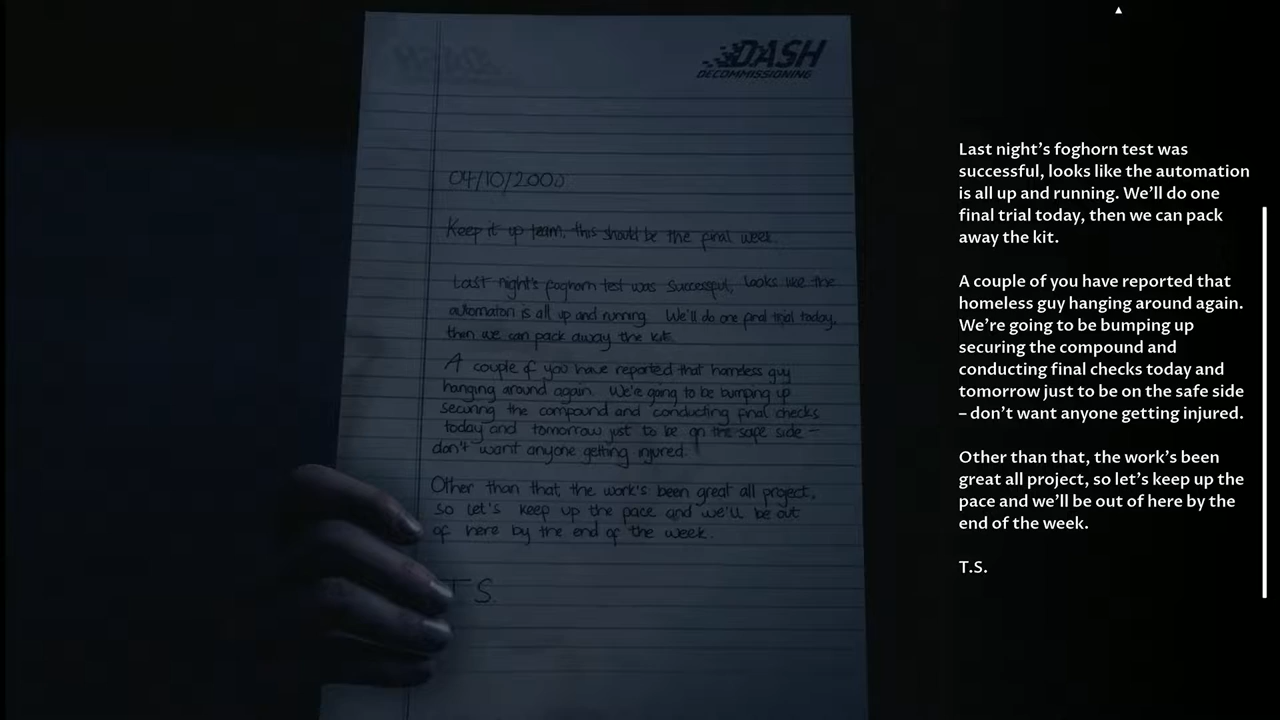 DASH
DECOMMISSIONING
04/10/2000
Keep it up team, this should be the final week.
Last night's foghorn test was successful, looks like the
automation is all up and running. We'll do one final trial today,
then we can pack away the kit.
A couple of you have reported that homeless guy
hanging around again. We're going to be bumping up
securing the compound and conducting final checks
today and tomorrow just to be on the safe side –
don't want anyone getting injured.
Other than that, the work's been great all project,
so let's keep up the pace and we'll be out
of here by the end of the week.
T.S.
Last night's foghorn test was
successful, looks like the automation
is all up and running. We'll do one
final trial today, then we can pack
away the kit.
A couple of you have reported that
homeless guy hanging around again.
We're going to be bumping up
securing the compound and
conducting final checks today and
tomorrow just to be on the safe side
– don't want anyone getting injured.
Other than that, the work's been
great all project, so let's keep up the
pace and we'll be out of here by the
end of the week.
T.S.